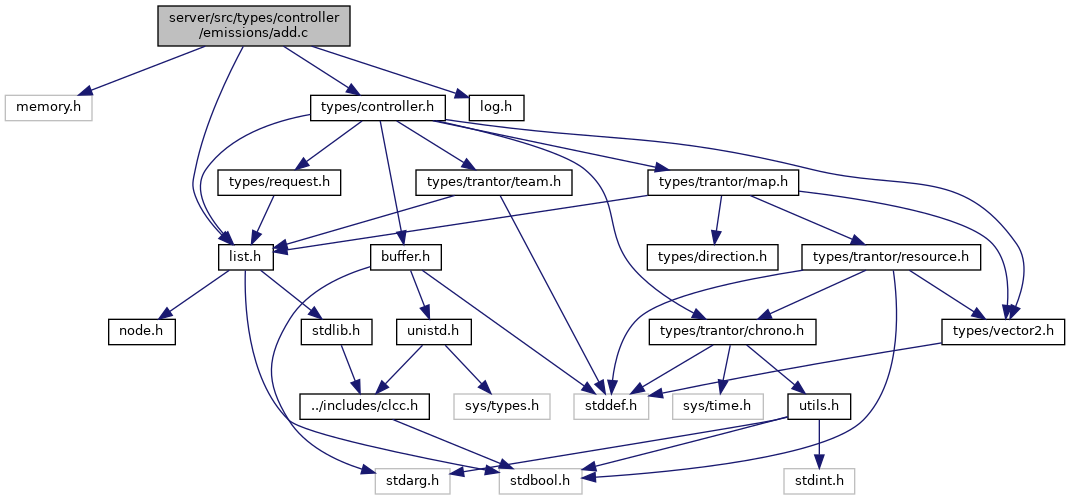 server/src/types/controller
/emissions/add.c
memory.h
types/controller.h
log.h
types/request.h
types/trantor/team.h
types/trantor/map.h
list.h
buffer.h
types/direction.h
types/trantor/resource.h
node.h
stdlib.h
unistd.h
types/trantor/chrono.h
types/vector2.h
../includes/clcc.h
sys/types.h
stddef.h
sys/time.h
utils.h
stdarg.h
stdbool.h
stdint.h